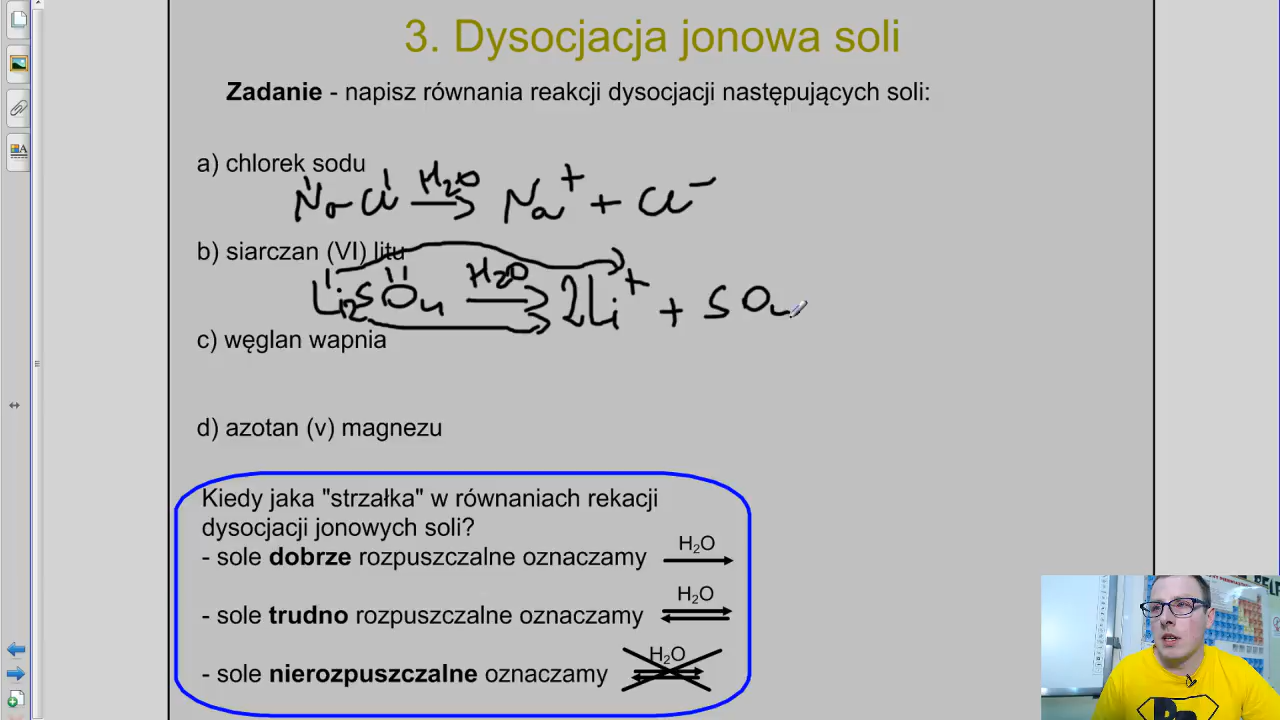 3. Dysocjacja jonowa soli
Zadanie - napisz równania reakcji dysocjacji następujących soli:
a) chlorek sodu
NaCl H₂O→ Na⁺ + Cl⁻
b) siarczan (VI) litu
Li₂SO₄ H₂O→ 2Li⁺ + SO₄
c) węglan wapnia
d) azotan (v) magnezu
Kiedy jaka "strzałka" w równaniach rekacji
dysocjacji jonowych soli?
- sole dobrze rozpuszczalne oznaczamy H₂O
- sole trudno rozpuszczalne oznaczamy H₂O
- sole nierozpuszczalne oznaczamy H₂O